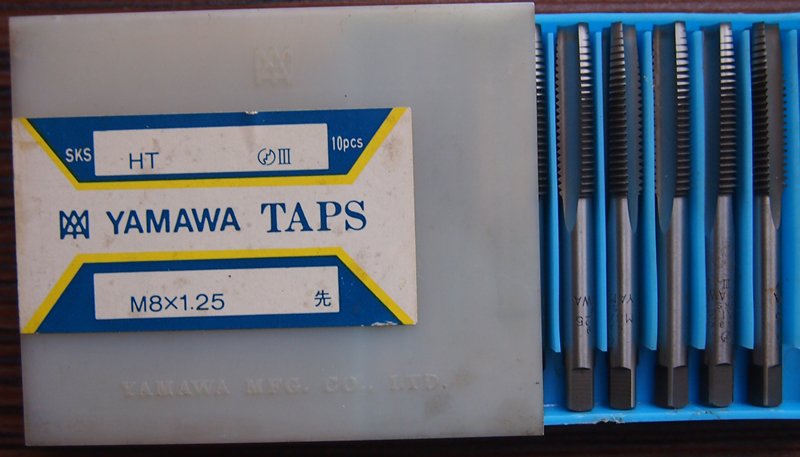 SKS
HT
III
10pcs
YAMAWA TAPS
M8×1.25
先
YAMAWA MFG. CO., LTD.